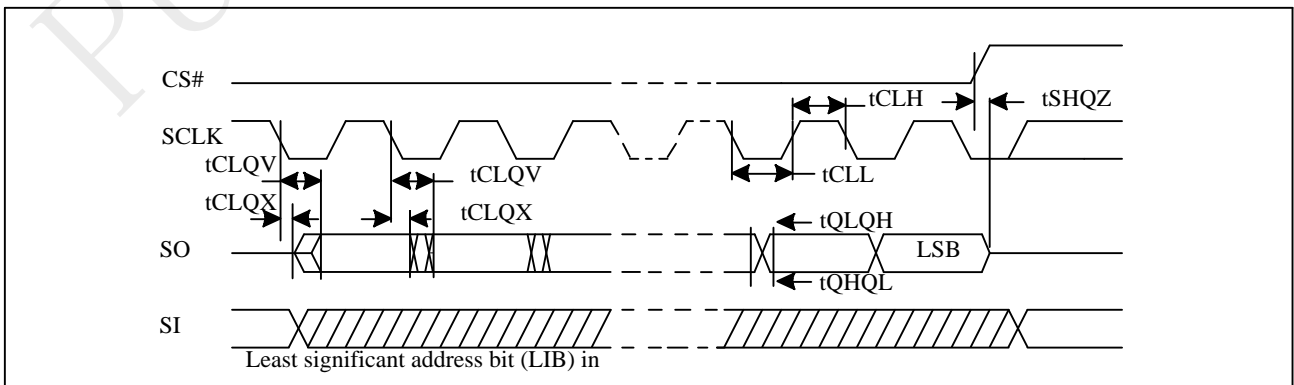 CS#
tCLH
tSHQZ
SCLK
tCLQV
tCLQV
tCLL
tCLQX
tCLQX
tQLQH
SO
LSB
tQHQL
SI
Least significant address bit (LIB) in